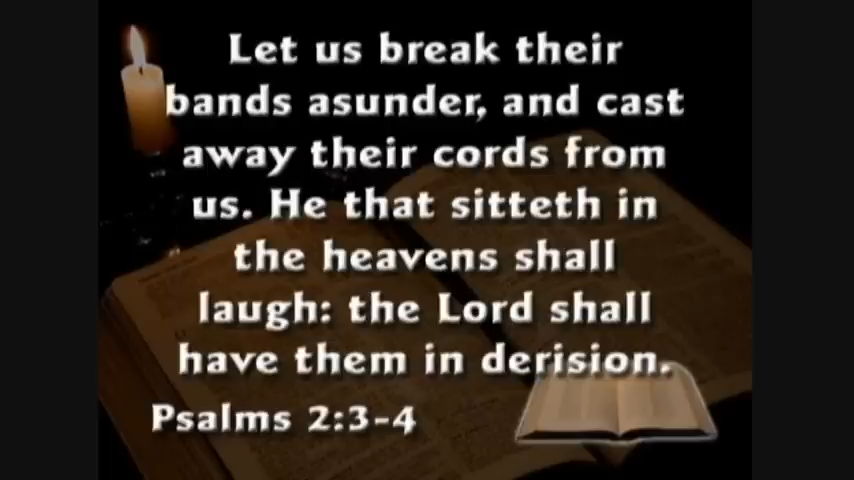 Let us break their
bands asunder, and cast
away their cords from
us. He that sitteth in
the heavens shall
laugh: the Lord shall
have them in derision.
Psalms 2:3-4